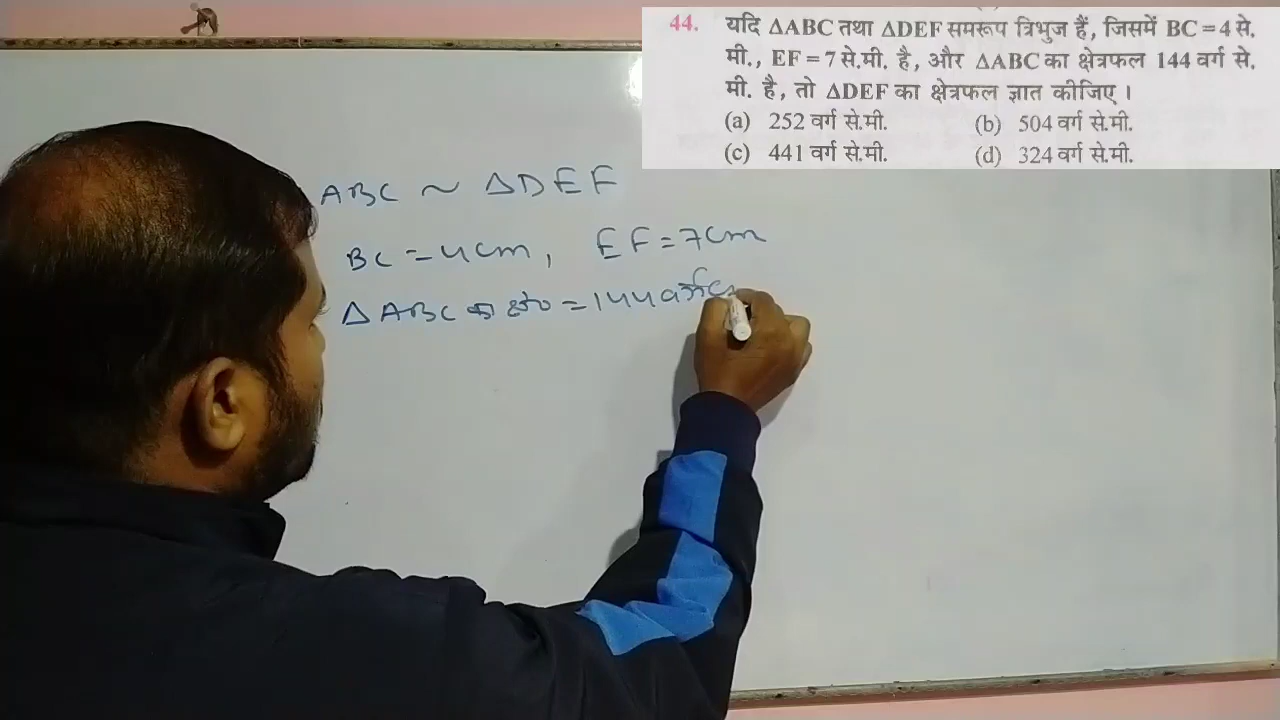 44. यदि ΔABC तथा ΔDEF समरूप त्रिभुज हैं, जिसमें BC = 4 से.
मी., EF = 7 से.मी. है, और ΔABC का क्षेत्रफल 144 वर्ग से.
मी. है, तो ΔDEF का क्षेत्रफल ज्ञात कीजिए ।
(a) 252 वर्ग से.मी. (b) 504 वर्ग से.मी.
(c) 441 वर्ग से.मी. (d) 324 वर्ग से.मी.
ABC ~ ΔDEF
BC = 4cm, EF = 7cm
Δ ABC का क्षे० = 144 वर्ग